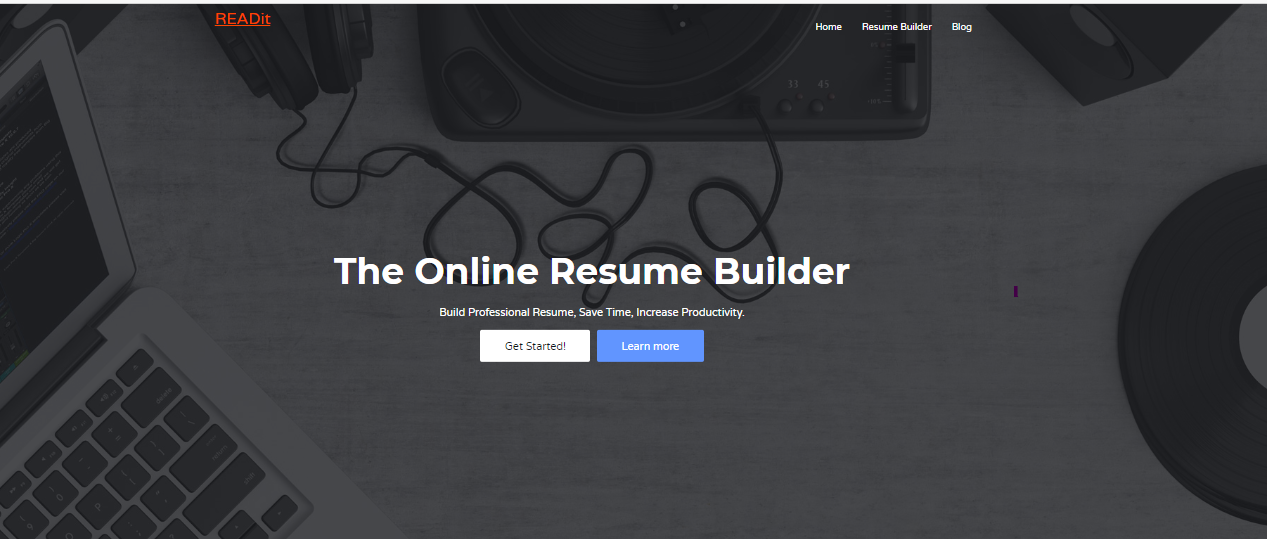 READit
Home Resume Builder Blog
33 45
The Online Resume Builder
Build Professional Resume, Save Time, Increase Productivity.
Get Started! Learn more